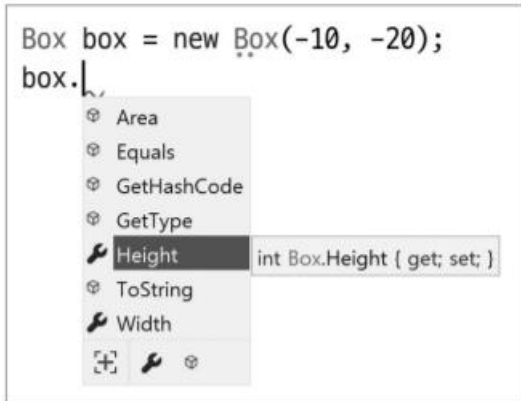 Box box = new Box(-10, -20);
box.
Area
Equals
GetHashCode
GetType
Height int Box.Height { get; set; }
ToString
Width